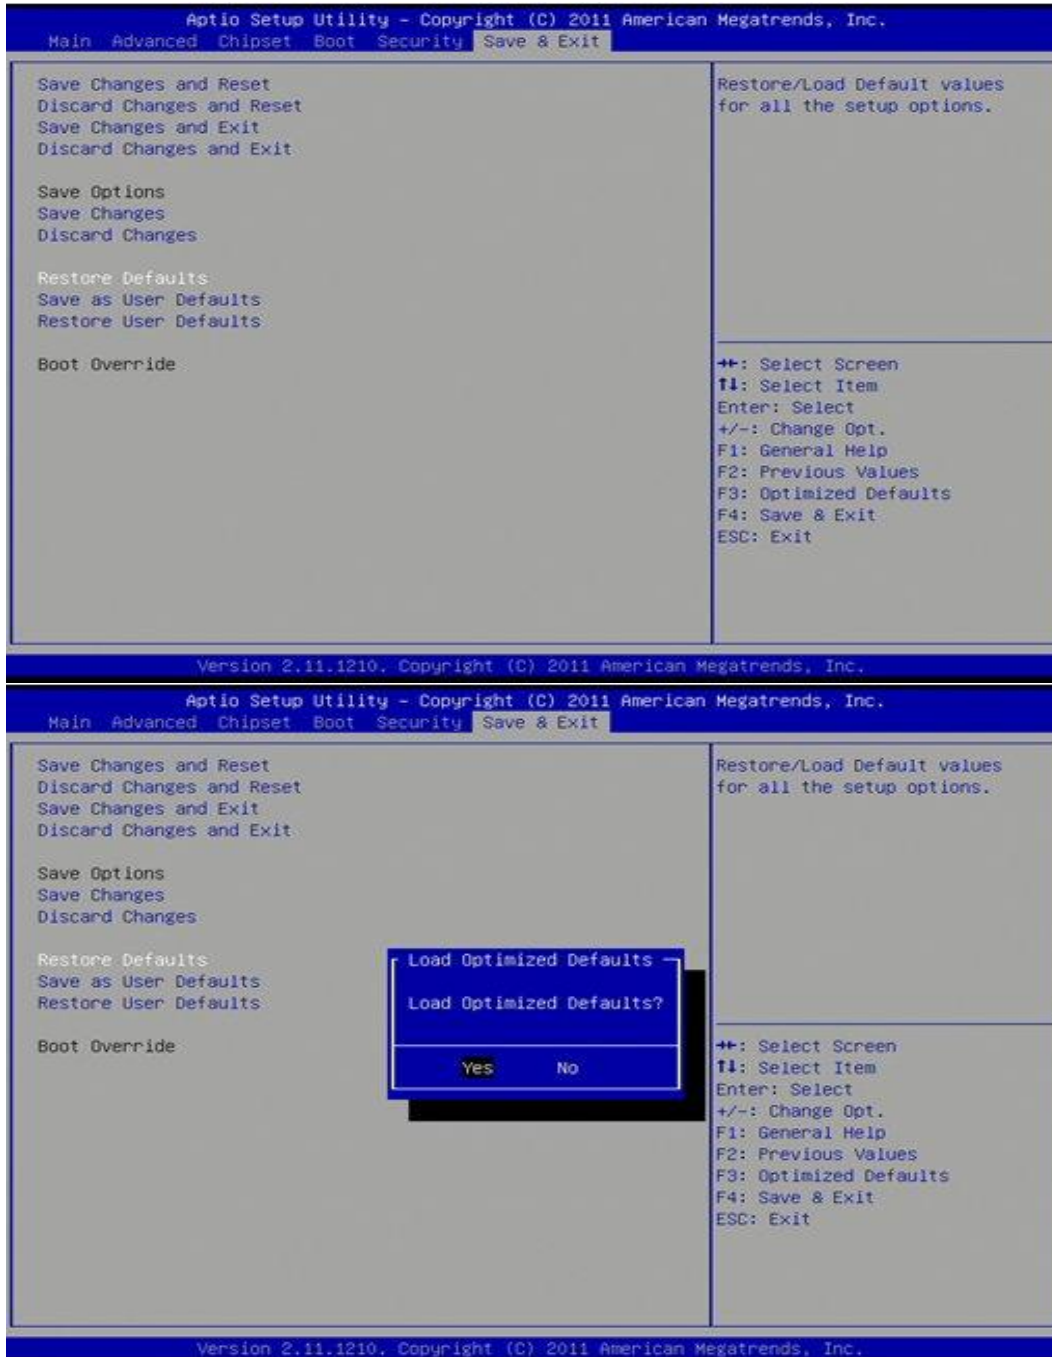 Aptio Setup Utility – Copyright (C) 2011 American Megatrends, Inc.
Main Advanced Chipset Boot Security Save & Exit
Save Changes and Reset
Discard Changes and Reset
Save Changes and Exit
Discard Changes and Exit
Save Options
Save Changes
Discard Changes
Restore Defaults
Save as User Defaults
Restore User Defaults
Boot Override
Restore/Load Default values
for all the setup options.
→←: Select Screen
↑↓: Select Item
Enter: Select
+/-: Change Opt.
F1: General Help
F2: Previous Values
F3: Optimized Defaults
F4: Save & Exit
ESC: Exit
Version 2.11.1210. Copyright (C) 2011 American Megatrends, Inc.
Aptio Setup Utility – Copyright (C) 2011 American Megatrends, Inc.
Main Advanced Chipset Boot Security Save & Exit
Save Changes and Reset
Discard Changes and Reset
Save Changes and Exit
Discard Changes and Exit
Save Options
Save Changes
Discard Changes
Restore Defaults
Save as User Defaults
Restore User Defaults
Boot Override
Load Optimized Defaults
Load Optimized Defaults?
Yes No
Restore/Load Default values
for all the setup options.
→←: Select Screen
↑↓: Select Item
Enter: Select
+/-: Change Opt.
F1: General Help
F2: Previous Values
F3: Optimized Defaults
F4: Save & Exit
ESC: Exit
Version 2.11.1210. Copyright (C) 2011 American Megatrends, Inc.